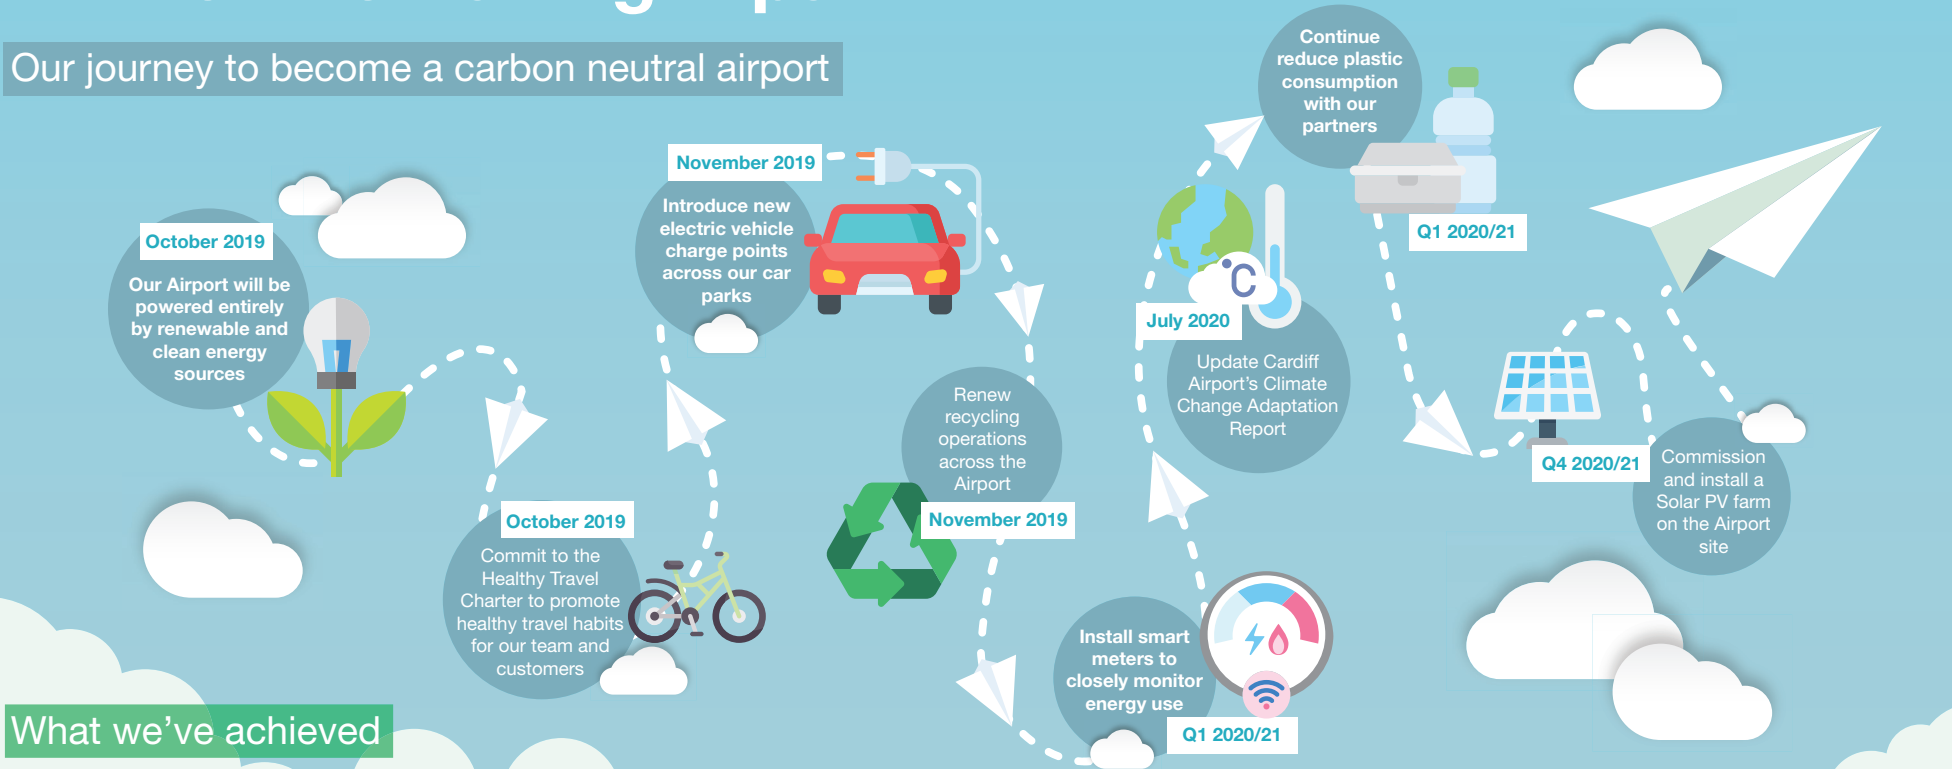 Our journey to become a carbon neutral airport
October 2019
Our Airport will be
powered entirely
by renewable and
clean energy
sources
October 2019
Commit to the
Healthy Travel
Charter to promote
healthy travel habits
for our team and
customers
November 2019
Introduce new
electric vehicle
charge points
across our car
parks
Renew
recycling
operations
across the
Airport
November 2019
Install smart
meters to
closely monitor
energy use
Q1 2020/21
°C
July 2020
Update Cardiff
Airport's Climate
Change Adaptation
Report
Continue
reduce plastic
consumption
with our
partners
Q1 2020/21
Q4 2020/21
Commission
and install a
Solar PV farm
on the Airport
site
What we've achieved